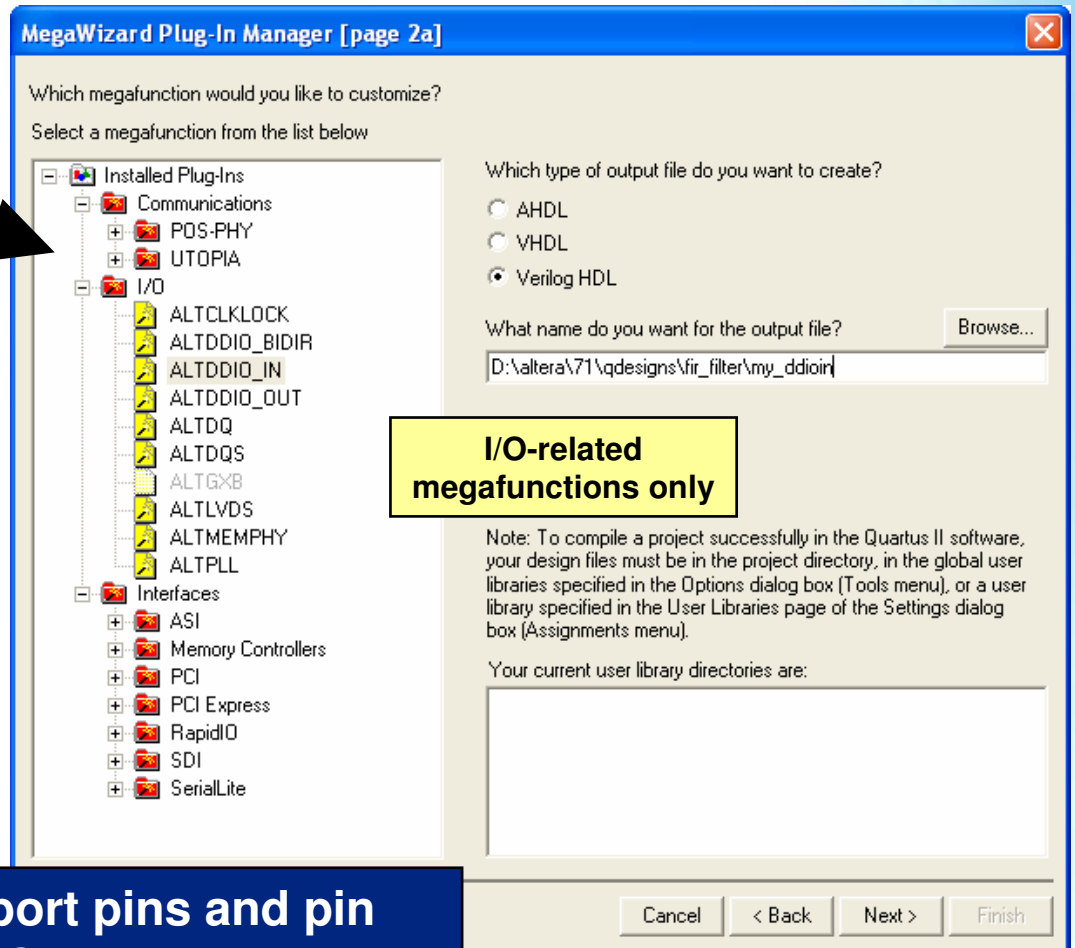 MegaWizard Plug-In Manager [page 2a]
Which megafunction would you like to customize?
Select a megafunction from the list below
Installed Plug-Ins
Communications
POS-PHY
UTOPIA
I/O
ALTCLKLOCK
ALTDDIO_BIDIR
ALTDDIO_IN
ALTDDIO_OUT
ALTDQ
ALTDQS
ALTGXB
ALTLVDS
ALTMEMPHY
ALTPLL
Interfaces
ASI
Memory Controllers
PCI
PCI Express
RapidIO
SDI
SerialLite
Which type of output file do you want to create?
AHDL
VHDL
Verilog HDL
What name do you want for the output file?
Browse...
D:\altera\71\qdesigns\fir_filter\my_ddioin
I/O-related
megafunctions only
Note: To compile a project successfully in the Quartus II software,
your design files must be in the project directory, in the global user
libraries specified in the Options dialog box (Tools menu), or a user
library specified in the User Libraries page of the Settings dialog
box (Assignments menu).
Your current user library directories are:
port pins and pin
Cancel
< Back
Next >
Finish